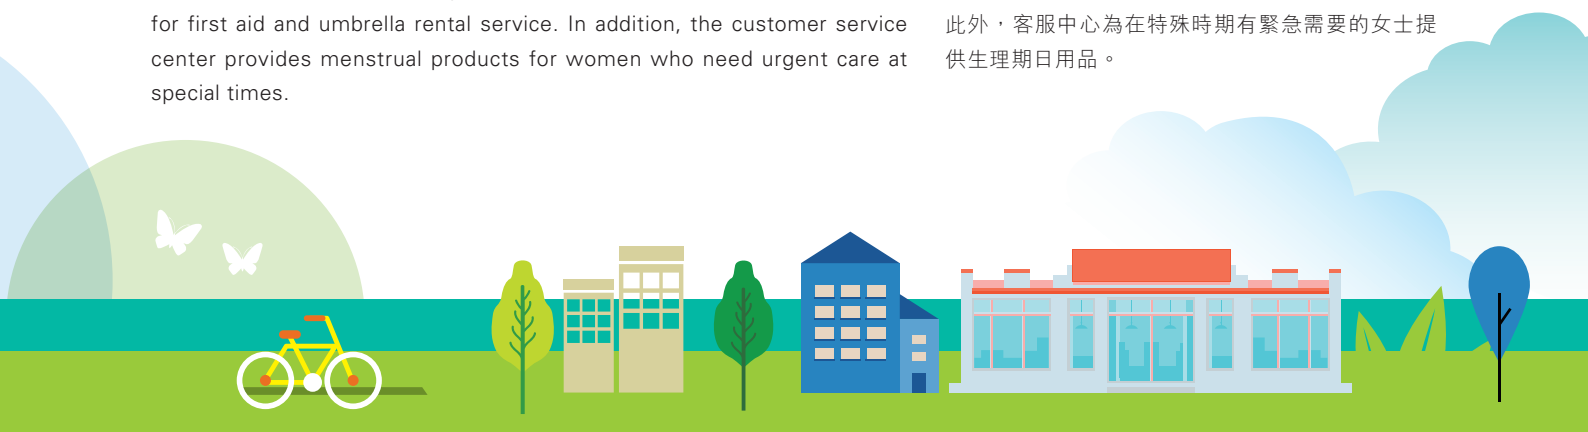 for first aid and umbrella rental service. In addition, the customer service
center provides menstrual products for women who need urgent care at
special times.
此外，客服中心為在特殊時期有緊急需要的女士提
供生理期日用品。